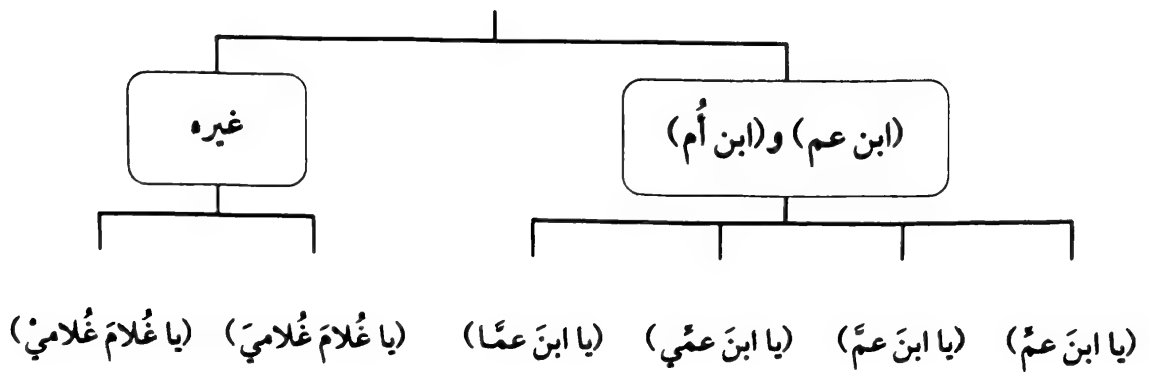 (ابن عم) و(ابن أُم)
غيره
(يا ابنَ عمِّ) (يا ابنَ عمَّ) (يا ابنَ عمِّي) (يا ابنَ عمَّا) (يا غُلامَ غُلاميَ) (يا غُلامَ غُلاميْ)